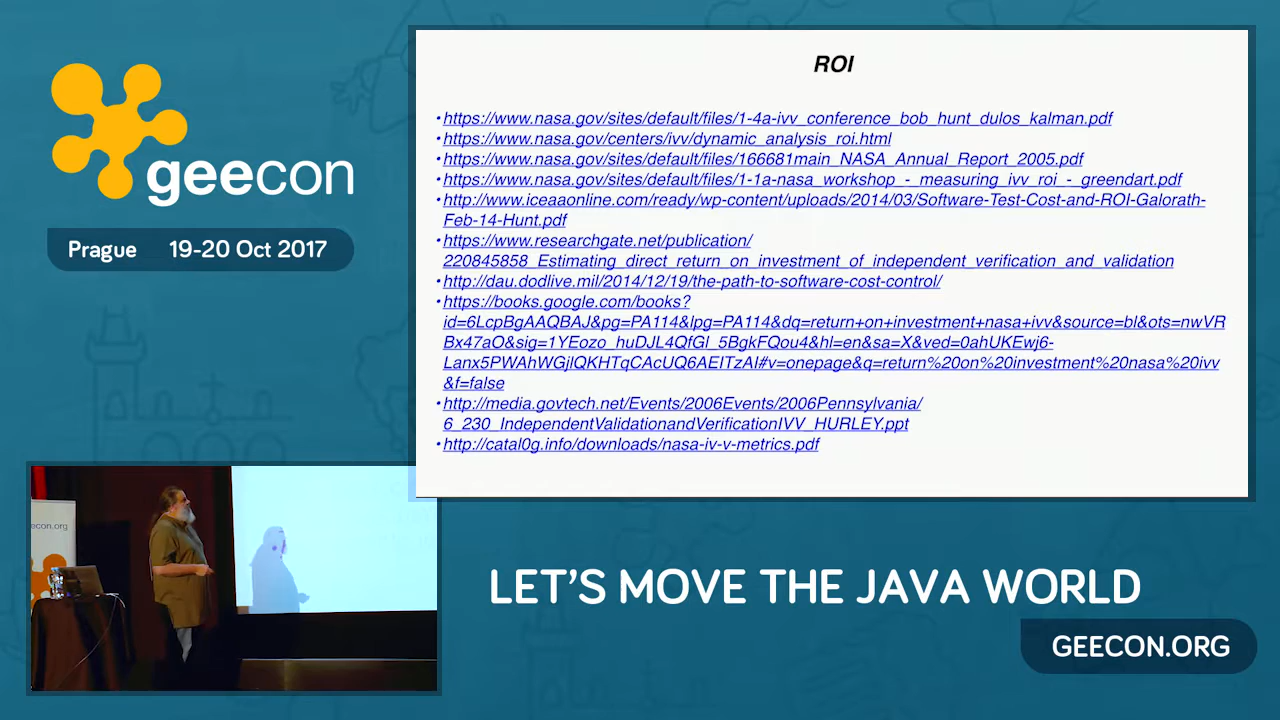 geecon
Prague 19-20 Oct 2017
ROI
•https://www.nasa.gov/sites/default/files/1-4a-ivv_conference_bob_hunt_dulos_kalman.pdf
•https://www.nasa.gov/centers/ivv/dynamic_analysis_roi.html
•https://www.nasa.gov/sites/default/files/166681main_NASA_Annual_Report_2005.pdf
•https://www.nasa.gov/sites/default/files/1-1a-nasa_workshop_-_measuring_ivv_roi_-_greendart.pdf
•http://www.iceaaonline.com/ready/wp-content/uploads/2014/03/Software-Test-Cost-and-ROI-Galorath-
Feb-14-Hunt.pdf
•https://www.researchgate.net/publication/
220845858_Estimating_direct_return_on_investment_of_independent_verification_and_validation
•http://dau.dodlive.mil/2014/12/19/the-path-to-software-cost-control/
•https://books.google.com/books?
id=6LcpBgAAQBAJ&pg=PA114&lpg=PA114&dq=return+on+investment+nasa+ivv&source=bl&ots=nwVR
Bx47aO&sig=1YEozo_huDJL4QfGl_5BgkFQou4&hl=en&sa=X&ved=0ahUKEwj6-
Lanx5PWAhWGjlQKHTqCAcUQ6AEITzAI#v=onepage&q=return%20on%20investment%20nasa%20ivv
&f=false
•http://media.govtech.net/Events/2006Events/2006Pennsylvania/
6_230_IndependentValidationandVerificationIVV_HURLEY.ppt
•http://catal0g.info/downloads/nasa-iv-v-metrics.pdf
econ.org
LET'S MOVE THE JAVA WORLD
GEECON.ORG